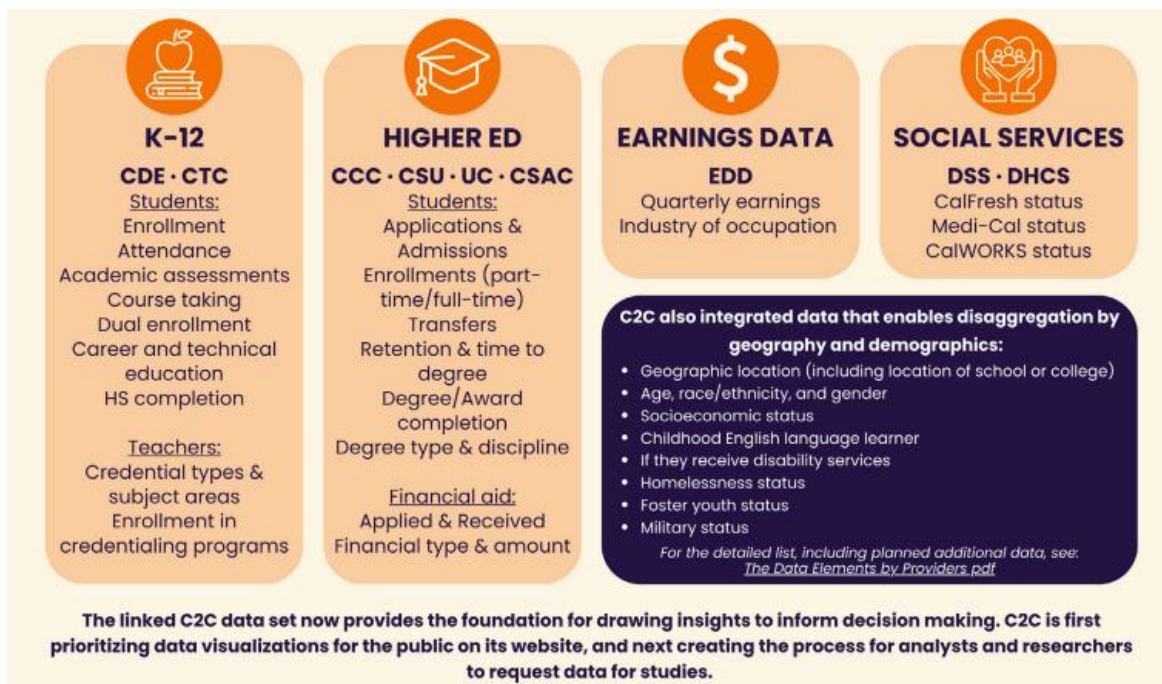 K-12
CDE · CTC
Students:
Enrollment
Attendance
Academic assessments
Course taking
Dual enrollment
Career and technical
education
HS completion
Teachers:
Credential types &
subject areas
Enrollment in
credentialing programs
HIGHER ED
CCC · CSU · UC · CSAC
Students:
Applications &
Admissions
Enrollments (part-
time/full-time)
Transfers
Retention & time to
degree
Degree/Award
completion
Degree type & discipline
Financial aid:
Applied & Received
Financial type & amount
$
EARNINGS DATA
EDD
Quarterly earnings
Industry of occupation
SOCIAL SERVICES
DSS · DHCS
CalFresh status
Medi-Cal status
CalWORKS status
C2C also integrated data that enables disaggregation by
geography and demographics:
• Geographic location (including location of school or college)
• Age, race/ethnicity, and gender
• Socioeconomic status
• Childhood English language learner
• If they receive disability services
• Homelessness status
• Foster youth status
• Military status
For the detailed list, including planned additional data, see:
The Data Elements by Providers pdf
The linked C2C data set now provides the foundation for drawing insights to inform decision making. C2C is first
prioritizing data visualizations for the public on its website, and next creating the process for analysts and researchers
to request data for studies.